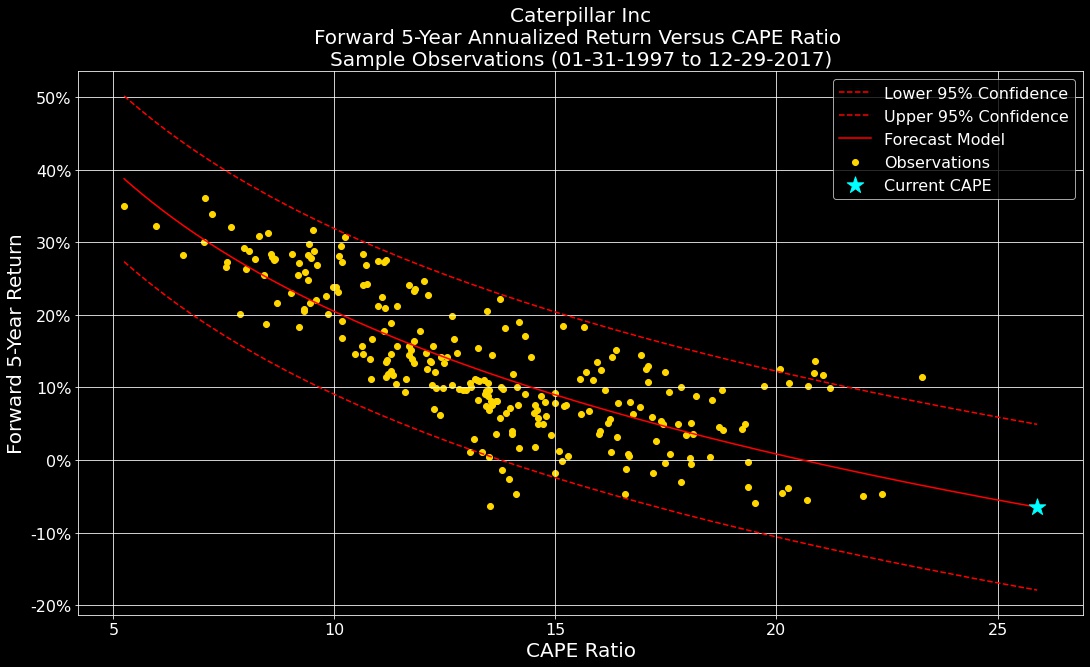 Caterpillar Inc
Forward 5-Year Annualized Return Versus CAPE Ratio
Sample Observations (01-31-1997 to 12-29-2017)
Lower 95% Confidence
Upper 95% Confidence
Forecast Model
Observations
Current CAPE
Forward 5-Year Return
50%
40%
30%
20%
10%
0%
-10%
-20%
5
10
15
20
25
CAPE Ratio